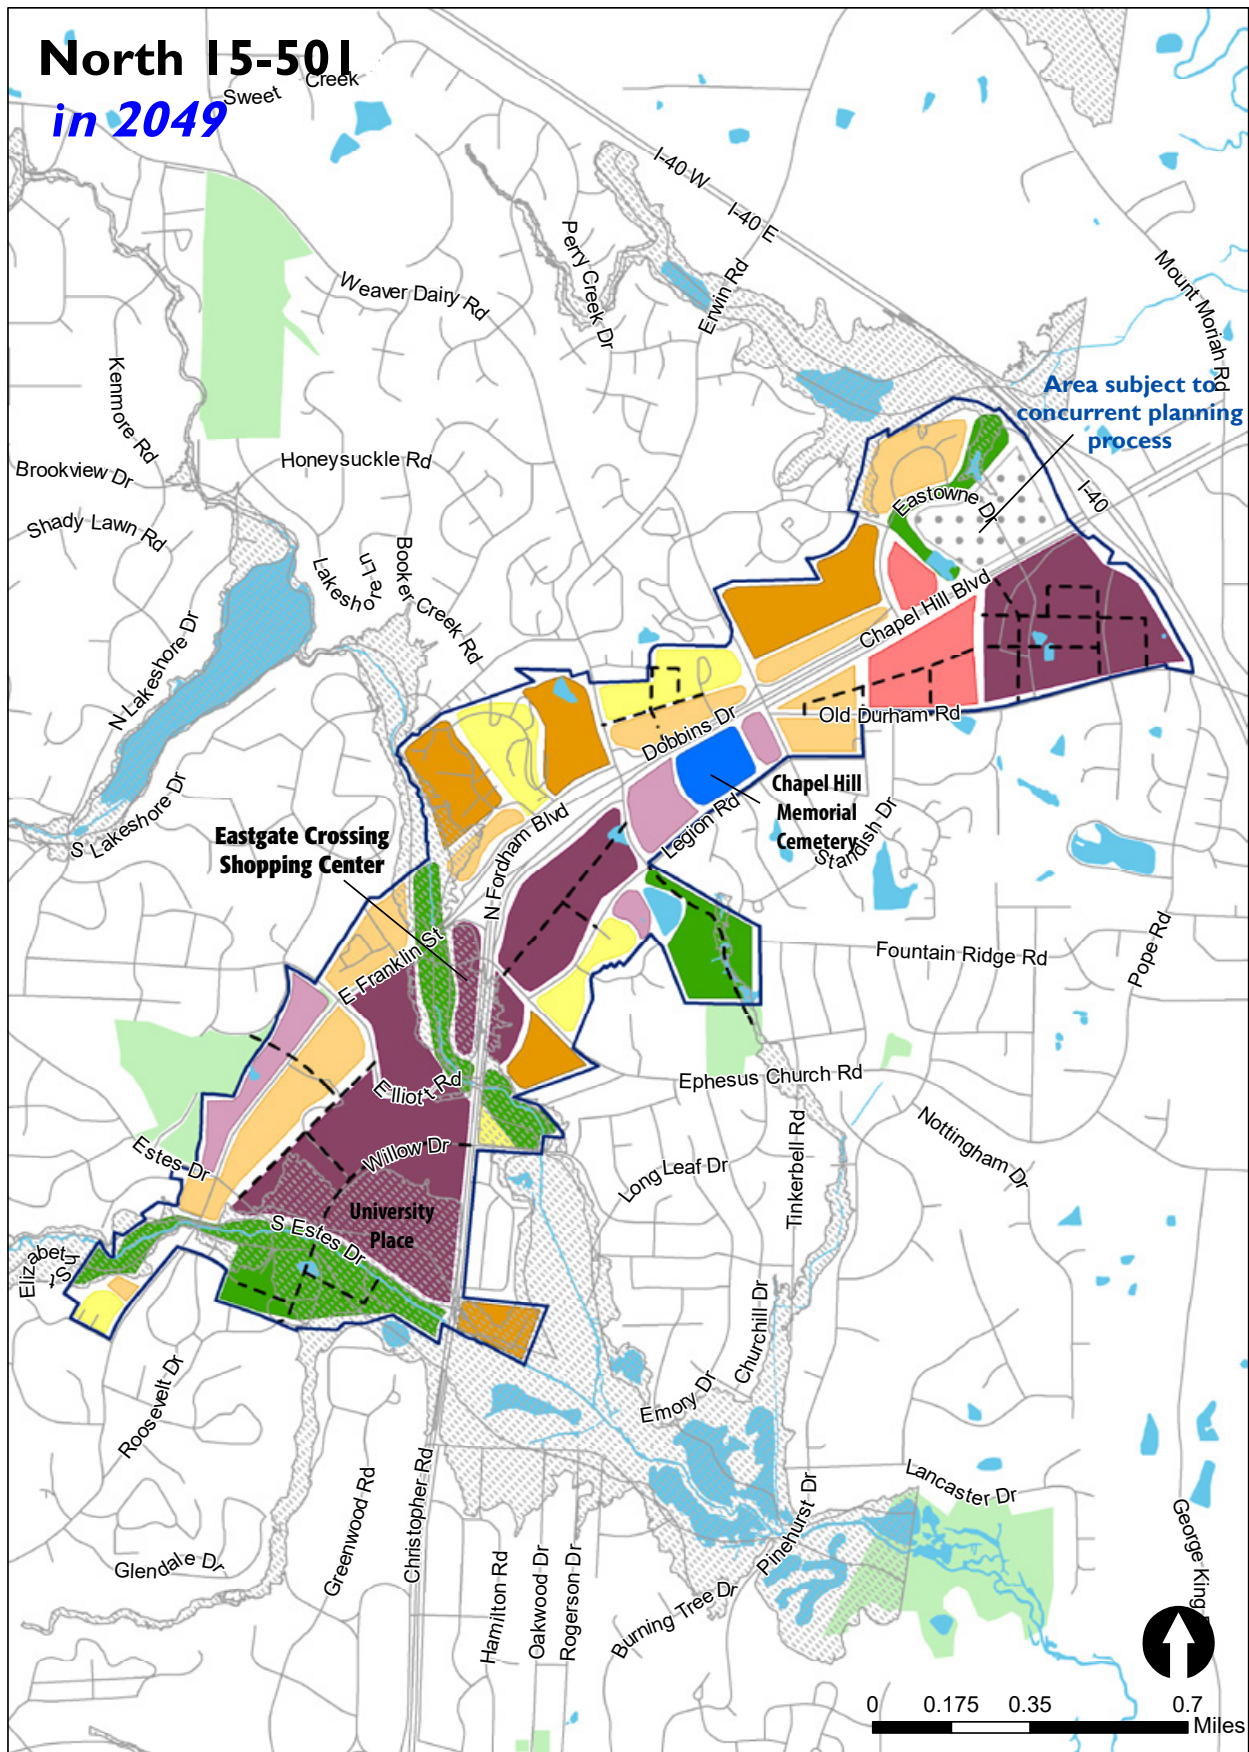 North 15-501
in 2049
Sweet Creek
I-40 W
I-40 E
Perry Creek Dr
Erwin Rd
Mount Moriah Rd
Weaver Dairy Rd
Kenmore Rd
Area subject to
concurrent planning
process
Brookview Dr
Honeysuckle Rd
I-40
Eastowne Dr
Shady Lawn Rd
Lakeshore Ln
Booker Creek Rd
Chapel Hill Blvd
N Lakeshore Dr
Dobbins Dr
Old Durham Rd
S Lakeshore Dr
Eastgate Crossing
Shopping Center
N Fordham Blvd
Legion Rd
Chapel Hill
Memorial
Cemetery
Standish Dr
E Franklin St
Fountain Ridge Rd
Pope Rd
Elliott Rd
Ephesus Church Rd
Estes Dr
Willow Dr
Long Leaf Dr
Tinkerbell Rd
Nottingham Dr
University
Place
S Estes Dr
Elizabeth St
Churchill Dr
Roosevelt Dr
Emory Dr
Greenwood Rd
Christopher Rd
Pinehurst Dr
Lancaster Dr
George King
Glendale Dr
Hamilton Rd
Oakwood Dr
Rogerson Dr
Burning Tree Dr
0 0.175 0.35 0.7
Miles